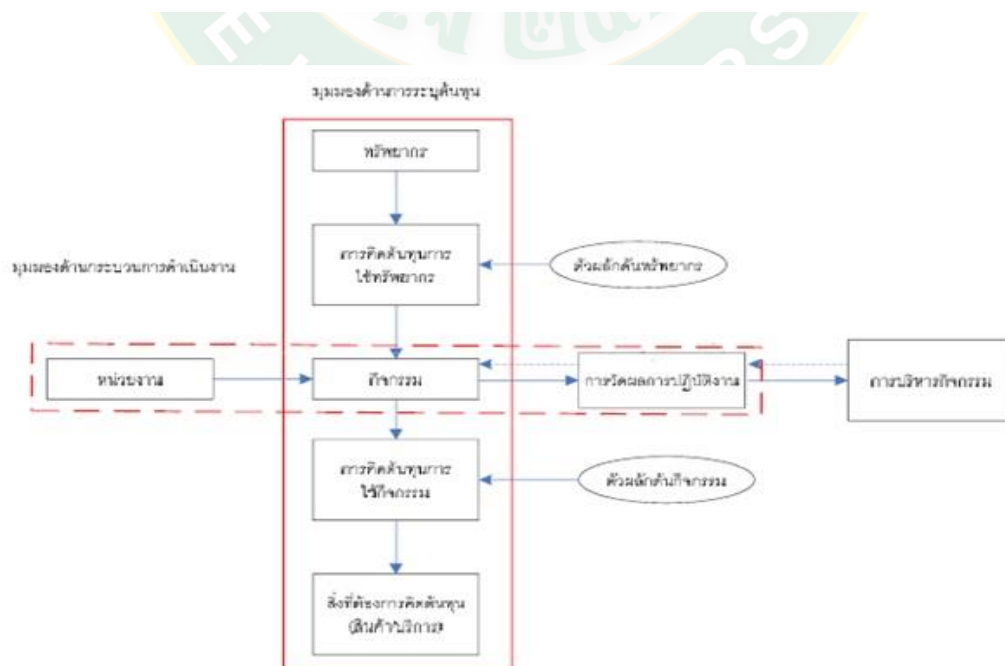 มุมมองด้านการระบุต้นทุน
ทรัพยากร
การคิดต้นทุนการ
ใช้ทรัพยากร
ตัวผลักดันทรัพยากร
มุมมองด้านกระบวนการดำเนินงาน
หน่วยงาน
กิจกรรม
การวัดผลการปฏิบัติงาน
การบริหารกิจกรรม
การคิดต้นทุนการ
ใช้กิจกรรม
ตัวผลักดันกิจกรรม
สิ่งที่ต้องการคิดต้นทุน
(สินค้า/บริการ)